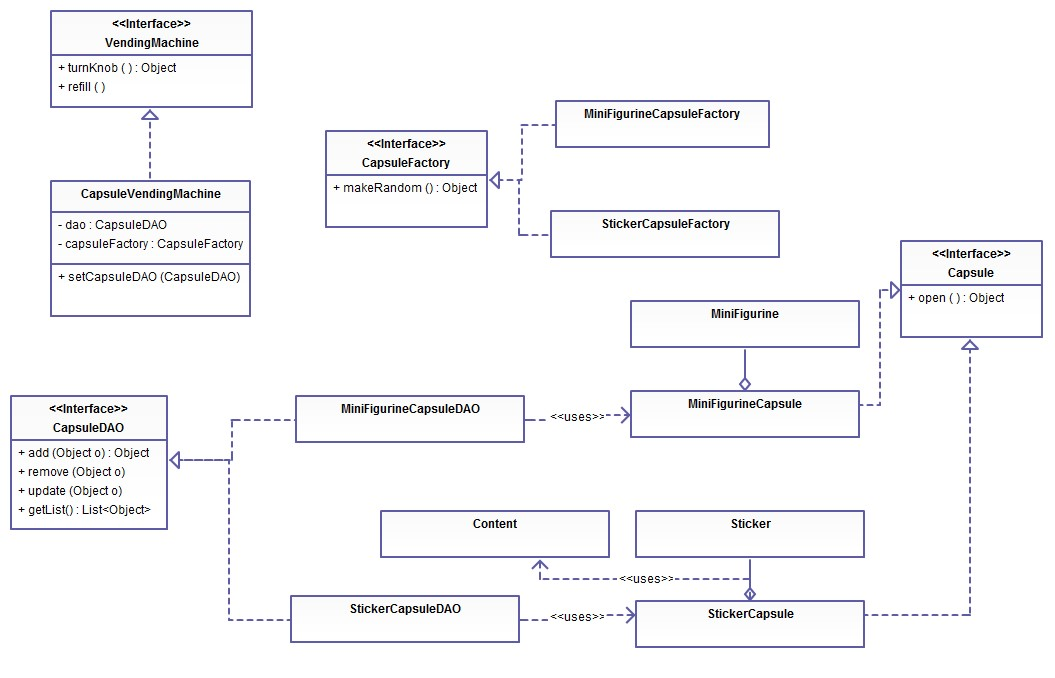 <<Interface>>
VendingMachine
+ turnKnob ( ) : Object
+ refill ( )
CapsuleVendingMachine
- dao : CapsuleDAO
- capsuleFactory : CapsuleFactory
+ setCapsuleDAO (CapsuleDAO)
<<Interface>>
CapsuleFactory
+ makeRandom () : Object
MiniFigurineCapsuleFactory
StickerCapsuleFactory
<<Interface>>
Capsule
+ open ( ) : Object
MiniFigurine
<<Interface>>
CapsuleDAO
+ add (Object o) : Object
+ remove (Object o)
+ update (Object o)
+ getList() : List<Object>
MiniFigurineCapsuleDAO
<<uses>>
MiniFigurineCapsule
Content
Sticker
<<uses>>
StickerCapsuleDAO
<<uses>>
StickerCapsule